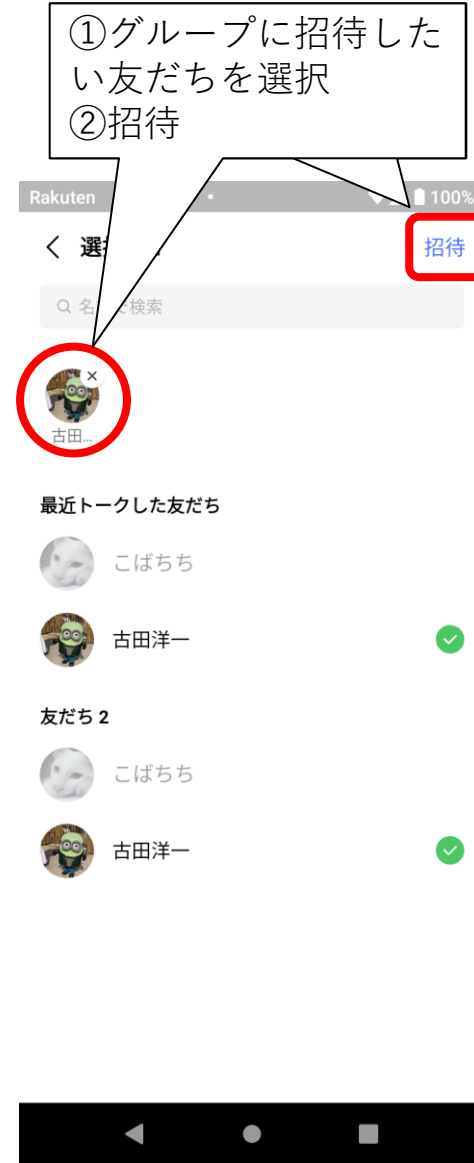 ①グループに招待した
い友だちを選択
②招待
Rakuten
100%
選
招待
名 で検索
古田...
最近トークした友だち
こばちち
古田洋一
友だち 2
こばちち
古田洋一